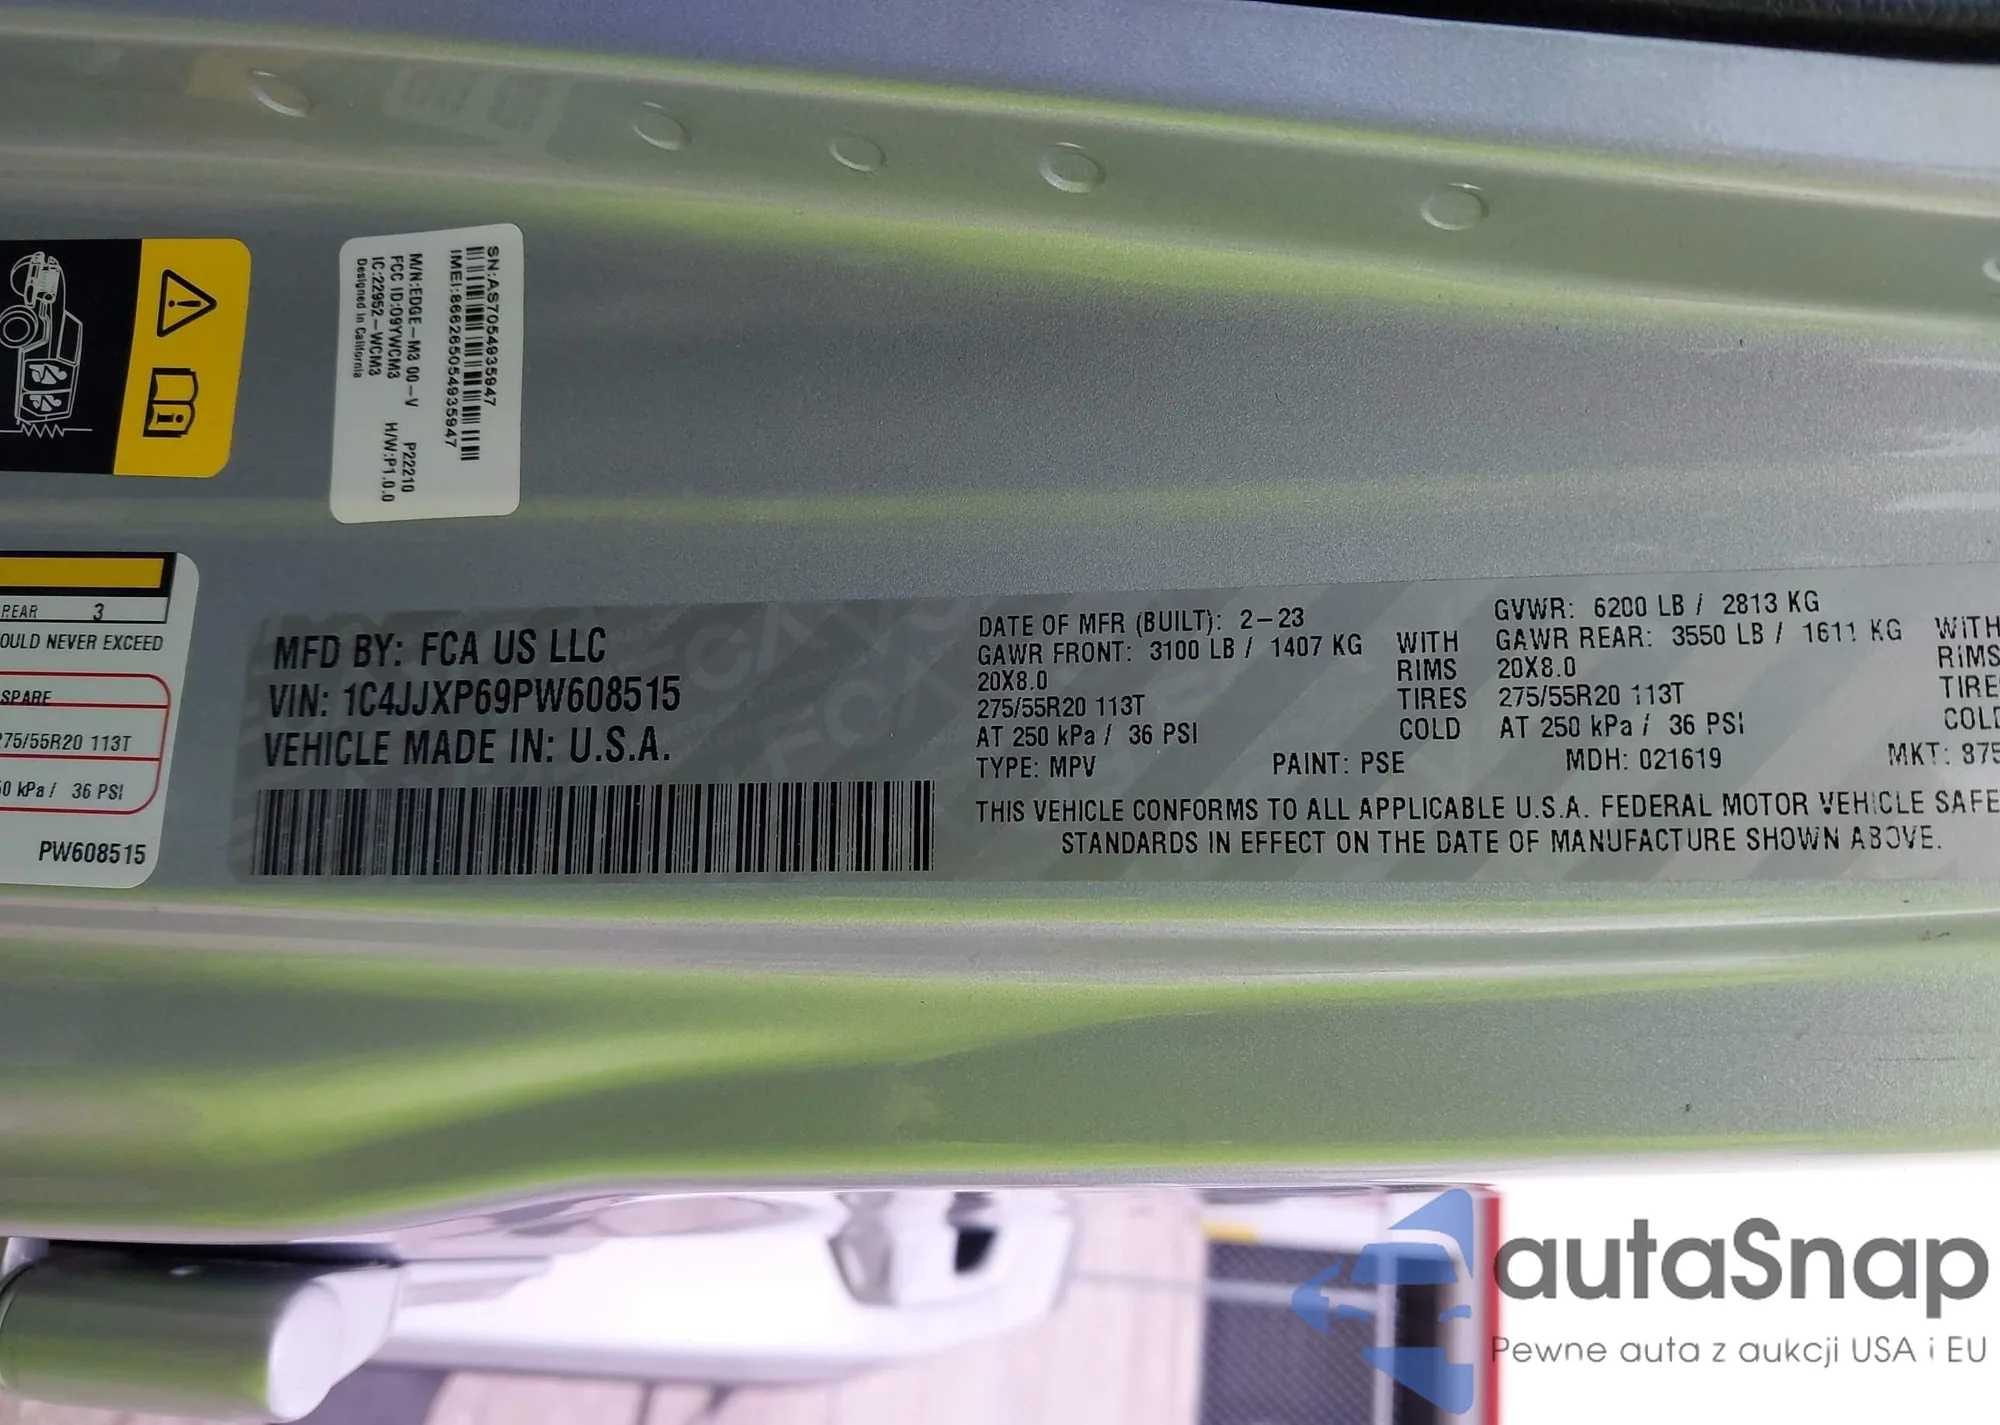 SN:AS7054935947
IMEI:866265054935947
M/N:EDGE-M3 00-V P22210
FCC ID:O9YWCM3 H/W:P1.0.0
IC:22952-WCM3
Designed in California
REAR 3
OULD NEVER EXCEED
SPARE
275/55R20 113T
0 kPa / 36 PSI
PW608515
MFD BY: FCA US LLC
VIN: 1C4JJXP69PW608515
VEHICLE MADE IN: U.S.A.
DATE OF MFR (BUILT): 2-23 GVWR: 6200 LB / 2813 KG
GAWR FRONT: 3100 LB / 1407 KG WITH GAWR REAR: 3550 LB / 1611 KG WITH
20X8.0 RIMS 20X8.0 RIMS
275/55R20 113T TIRES 275/55R20 113T TIRE
AT 250 kPa / 36 PSI COLD AT 250 kPa / 36 PSI COLD
TYPE: MPV PAINT: PSE MDH: 021619 MKT: 875
THIS VEHICLE CONFORMS TO ALL APPLICABLE U.S.A. FEDERAL MOTOR VEHICLE SAFE
STANDARDS IN EFFECT ON THE DATE OF MANUFACTURE SHOWN ABOVE.
autaSnap
Pewne auta z aukcji USA i EU